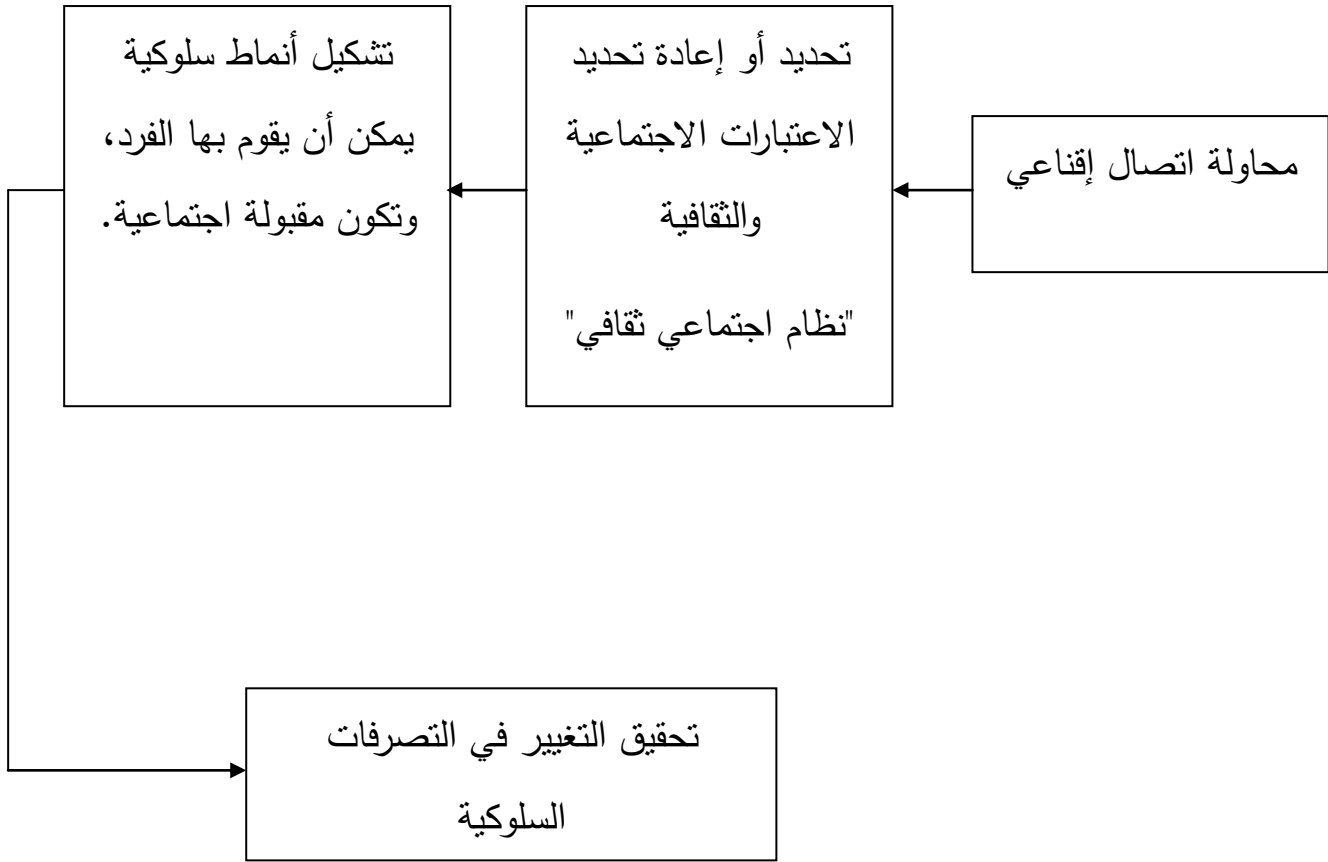 محاولة اتصال إقناعي
تحديد أو إعادة تحديد
الاعتبارات الاجتماعية
والثقافية
"نظام اجتماعي ثقافي"
تشكيل أنماط سلوكية
يمكن أن يقوم بها الفرد،
وتكون مقبولة اجتماعية.
تحقيق التغيير في التصرفات
السلوكية